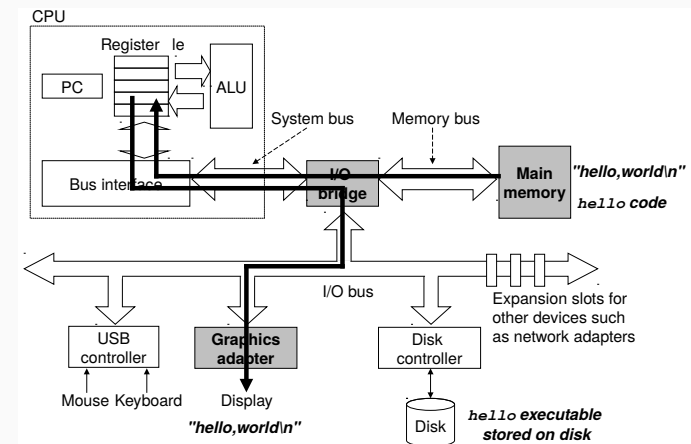 CPU
Register le
PC
ALU
System bus
Memory bus
Bus interface
I/O
bridge
Main
memory
"hello,world\n"
hello code
I/O bus
Expansion slots for
other devices such
as network adapters
USB
controller
Graphics
adapter
Disk
controller
Mouse Keyboard
Display
"hello,world\n"
Disk
hello executable
stored on disk